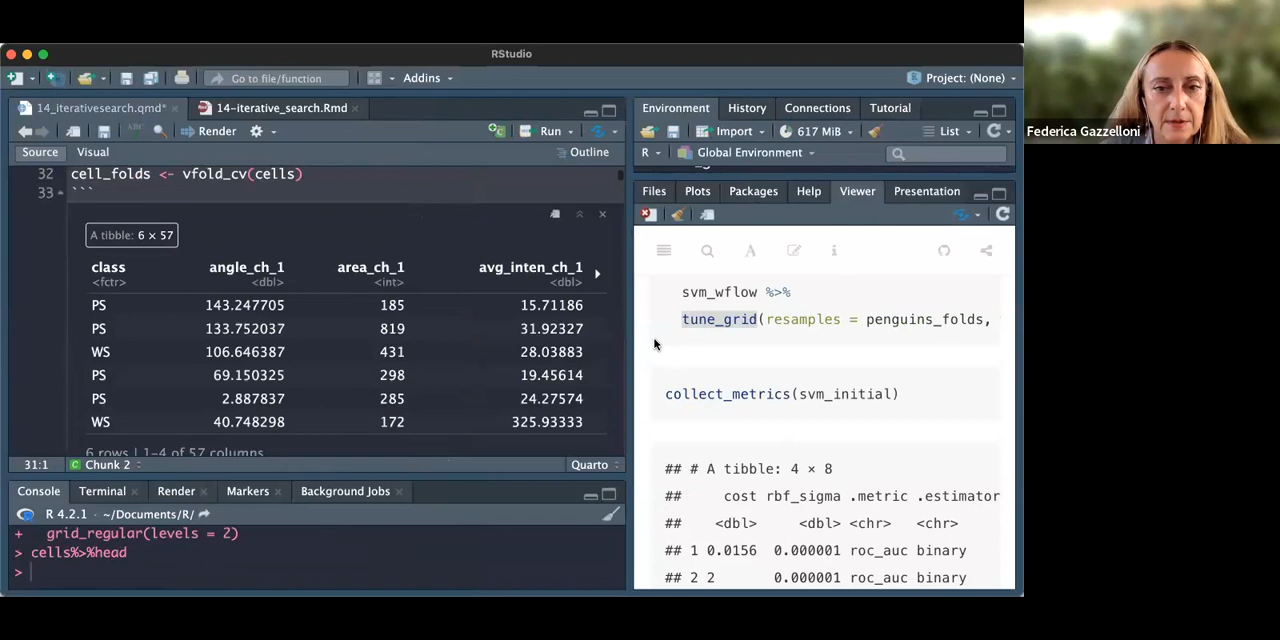 RStudio
Go to file/function
Addins
Project: (None)
14_iterativesearch.qmd*
14-iterative_search.Rmd
ABC
Render
Run
Source
Visual
Outline
32 cell_folds <- vfold_cv(cells)
33 ```
A tibble: 6 × 57
class angle_ch_1 area_ch_1 avg_inten_ch_1
<fctr> <dbl> <int> <dbl>
PS 143.247705 185 15.71186
PS 133.752037 819 31.92327
WS 106.646387 431 28.03883
PS 69.150325 298 19.45614
PS 2.887837 285 24.27574
WS 40.748298 172 325.93333
6 rows | 1-4 of 57 columns
31:1
Chunk 2
Quarto
Console
Terminal
Render
Markers
Background Jobs
R 4.2.1 · ~/Documents/R/
+ grid_regular(levels = 2)
> cells%>%head
>
Environment
History
Connections
Tutorial
Import
617 MiB
List
R
Global Environment
Files
Plots
Packages
Help
Viewer
Presentation
A
i
svm_wflow %>%
tune_grid(resamples = penguins_folds,
collect_metrics(svm_initial)
## # A tibble: 4 × 8
## cost rbf_sigma .metric .estimator
## <dbl> <dbl> <chr> <chr>
## 1 0.0156 0.000001 roc_auc binary
## 2 2 0.000001 roc_auc binary
Federica Gazzelloni